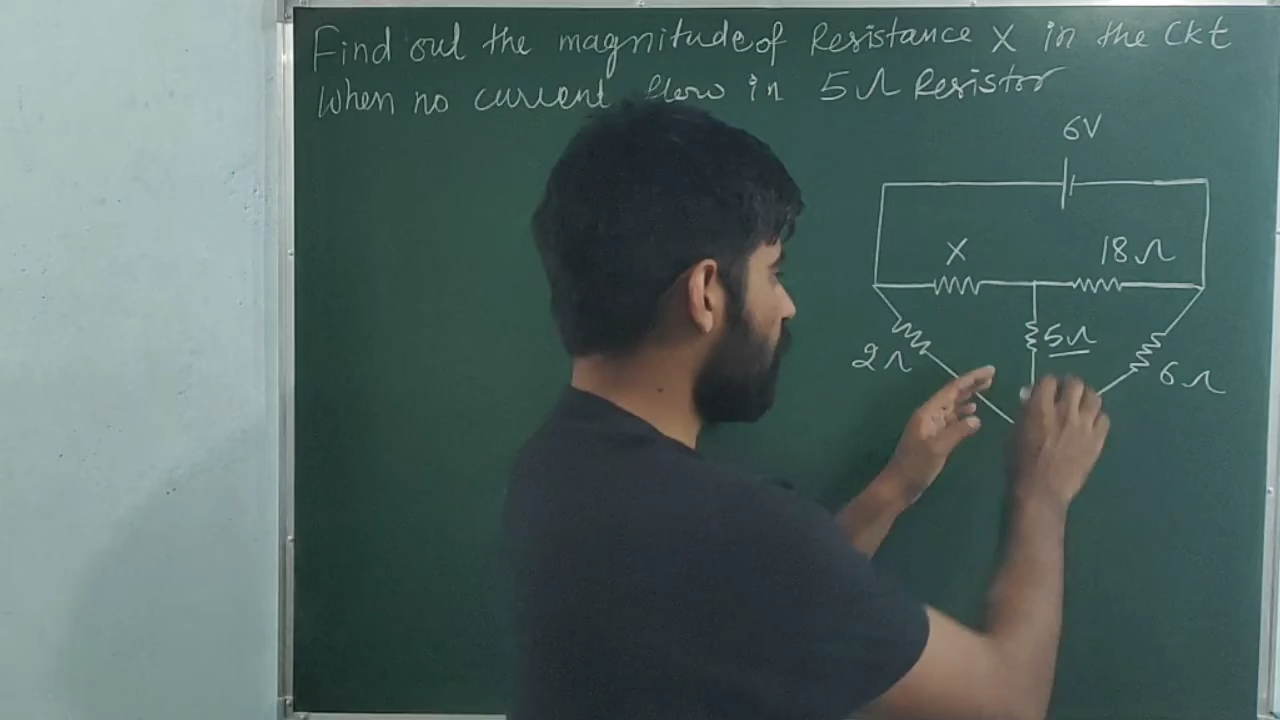 Find out the magnitude of Resistance X in the Ckt
When no current flow in 5Ω Resistor
6V
X
18Ω
5Ω
2Ω
6Ω